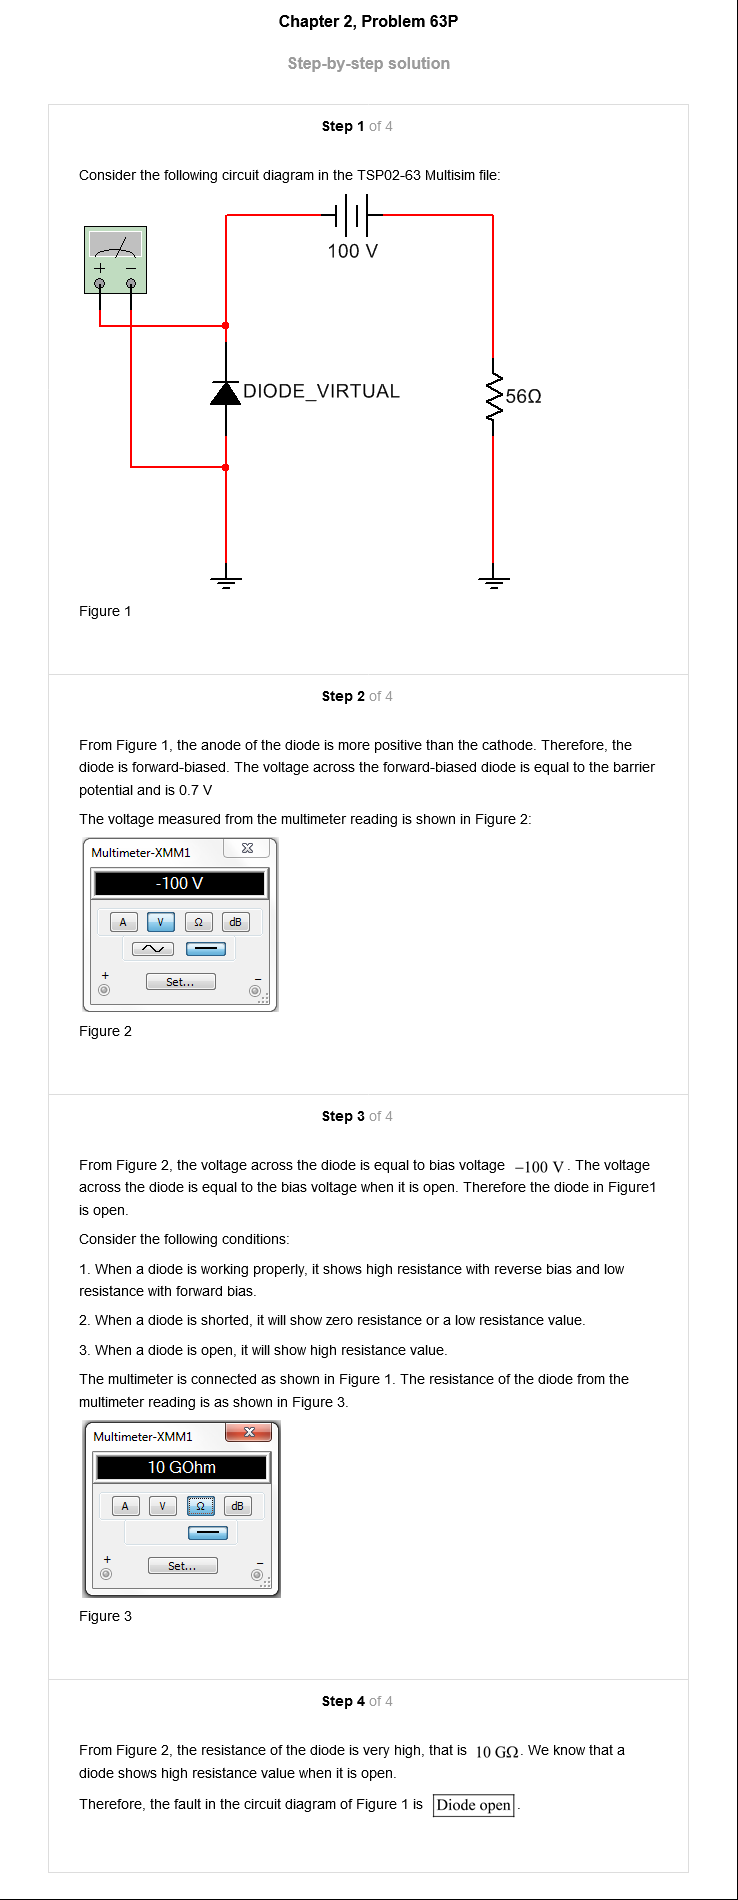 Chapter 2, Problem 63P
Step-by-step solution
Step 1 of 4
Consider the following circuit diagram in the TSP02-63 Multisim file:
100 V
+ −
DIODE_VIRTUAL
56Ω
Figure 1
Step 2 of 4
From Figure 1, the anode of the diode is more positive than the cathode. Therefore, the
diode is forward-biased. The voltage across the forward-biased diode is equal to the barrier
potential and is 0.7 V
The voltage measured from the multimeter reading is shown in Figure 2:
Multimeter-XMM1
-100 V
A V Ω dB
+ Set... −
Figure 2
Step 3 of 4
From Figure 2, the voltage across the diode is equal to bias voltage −100 V. The voltage
across the diode is equal to the bias voltage when it is open. Therefore the diode in Figure1
is open.
Consider the following conditions:
1. When a diode is working properly, it shows high resistance with reverse bias and low
resistance with forward bias.
2. When a diode is shorted, it will show zero resistance or a low resistance value.
3. When a diode is open, it will show high resistance value.
The multimeter is connected as shown in Figure 1. The resistance of the diode from the
multimeter reading is as shown in Figure 3.
Multimeter-XMM1
10 GOhm
A V Ω dB
+ Set... −
Figure 3
Step 4 of 4
From Figure 2, the resistance of the diode is very high, that is 10 GΩ. We know that a
diode shows high resistance value when it is open.
Therefore, the fault in the circuit diagram of Figure 1 is Diode open.